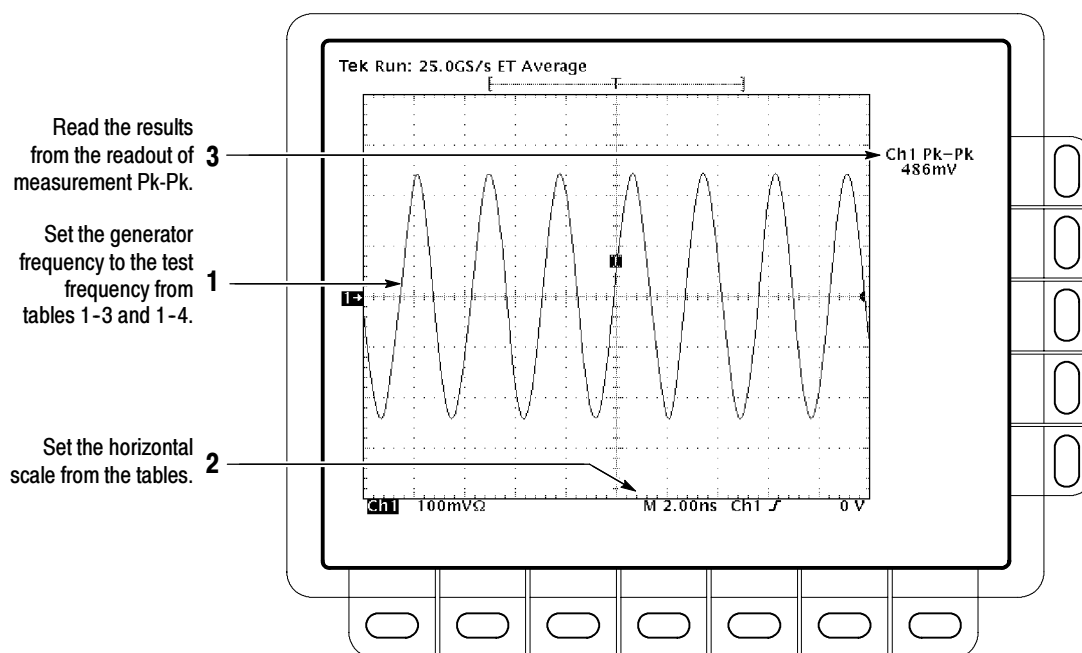 Tek Run: 25.0GS/s ET Average
T
Read the results
from the readout of
measurement Pk-Pk.
3
Ch1 Pk-Pk
486mV
Set the generator
frequency to the test
frequency from
tables 1-3 and 1-4.
1
T
1→
Set the horizontal
scale from the tables.
2
Ch1 100mVΩ M 2.00ns Ch1 ƒ 0 V